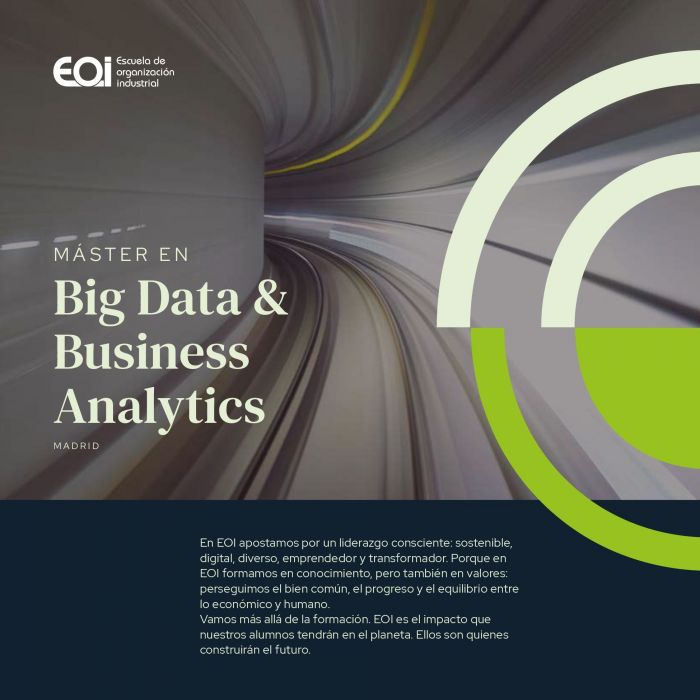 EOi
Escuela de
organización
industrial
MÁSTER EN
Big Data &
Business
Analytics
MADRID
En EOI apostamos por un liderazgo consciente: sostenible,
digital, diverso, emprendedor y transformador. Porque en
EOI formamos en conocimiento, pero también en valores:
perseguimos el bien común, el progreso y el equilibrio entre
lo económico y humano.
Vamos más allá de la formación. EOI es el impacto que
nuestros alumnos tendrán en el planeta. Ellos son quienes
construirán el futuro.